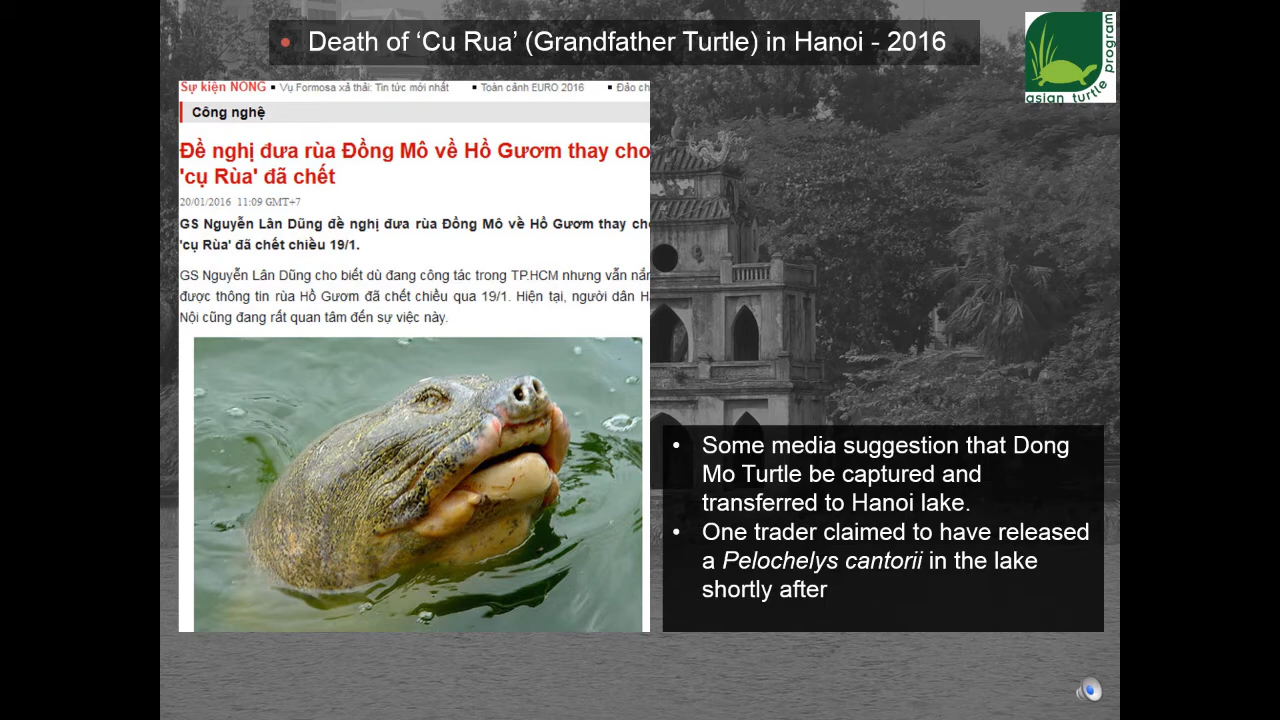 • Death of ‘Cu Rua’ (Grandfather Turtle) in Hanoi - 2016
asian turtle program
Sự kiện NÓNG ▪ Vụ Formosa xả thải: Tin tức mới nhất ▪ Toàn cảnh EURO 2016 ▪ Đảo ch
Công nghệ
Đề nghị đưa rùa Đồng Mô về Hồ Gươm thay cho
'cụ Rùa' đã chết
20/01/2016 11:09 GMT+7
GS Nguyễn Lân Dũng đề nghị đưa rùa Đồng Mô về Hồ Gươm thay cho
'cụ Rùa' đã chết chiều 19/1.
GS Nguyễn Lân Dũng cho biết dù đang công tác trong TP.HCM nhưng vẫn nắm
được thông tin rùa Hồ Gươm đã chết chiều qua 19/1. Hiện tại, người dân H
Nội cũng đang rất quan tâm đến sự việc này.
• Some media suggestion that Dong
Mo Turtle be captured and
transferred to Hanoi lake.
• One trader claimed to have released
a Pelochelys cantorii in the lake
shortly after